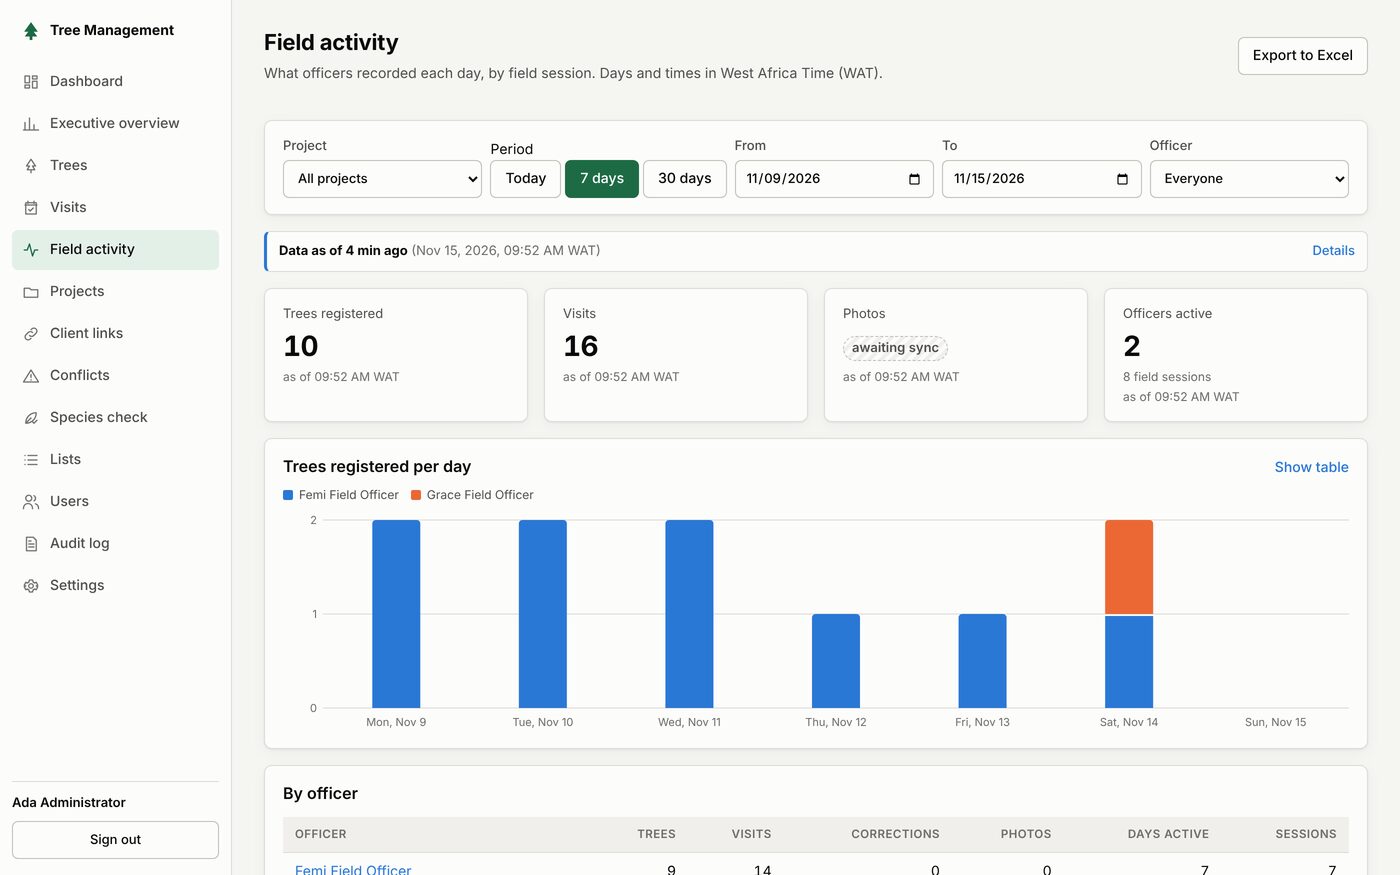 Tree Management
Dashboard
Executive overview
Trees
Visits
Field activity
Projects
Client links
Conflicts
Species check
Lists
Users
Audit log
Settings
Ada Administrator
Sign out
Field activity
What officers recorded each day, by field session. Days and times in West Africa Time (WAT).
Export to Excel
Project
All projects
Period
Today
7 days
30 days
From
11/09/2026
To
11/15/2026
Officer
Everyone
Data as of 4 min ago (Nov 15, 2026, 09:52 AM WAT)
Details
Trees registered
10
as of 09:52 AM WAT
Visits
16
as of 09:52 AM WAT
Photos
awaiting sync
as of 09:52 AM WAT
Officers active
2
8 field sessions
as of 09:52 AM WAT
Trees registered per day
Show table
Femi Field Officer
Grace Field Officer
2
1
0
Mon, Nov 9
Tue, Nov 10
Wed, Nov 11
Thu, Nov 12
Fri, Nov 13
Sat, Nov 14
Sun, Nov 15
By officer
OFFICER TREES VISITS CORRECTIONS PHOTOS DAYS ACTIVE SESSIONS
Femi Field Officer 9 14 0 0 7 7